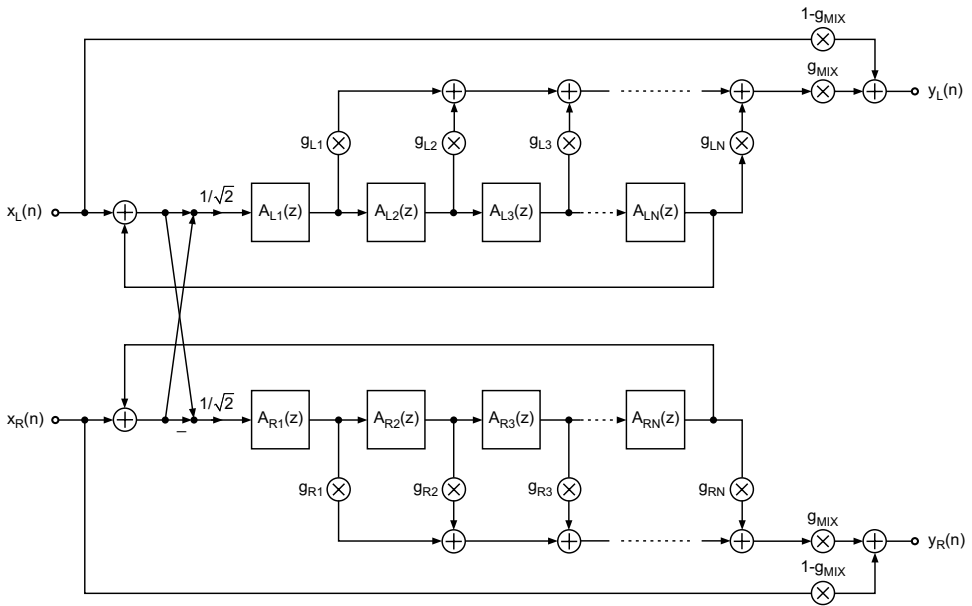 1-g_MIX
g_MIX
y_L(n)
g_L1 g_L2 g_L3 g_LN
x_L(n) 1/√2 A_L1(z) A_L2(z) A_L3(z) A_LN(z)
x_R(n) 1/√2 A_R1(z) A_R2(z) A_R3(z) A_RN(z)
–
g_R1 g_R2 g_R3 g_RN
g_MIX
y_R(n)
1-g_MIX